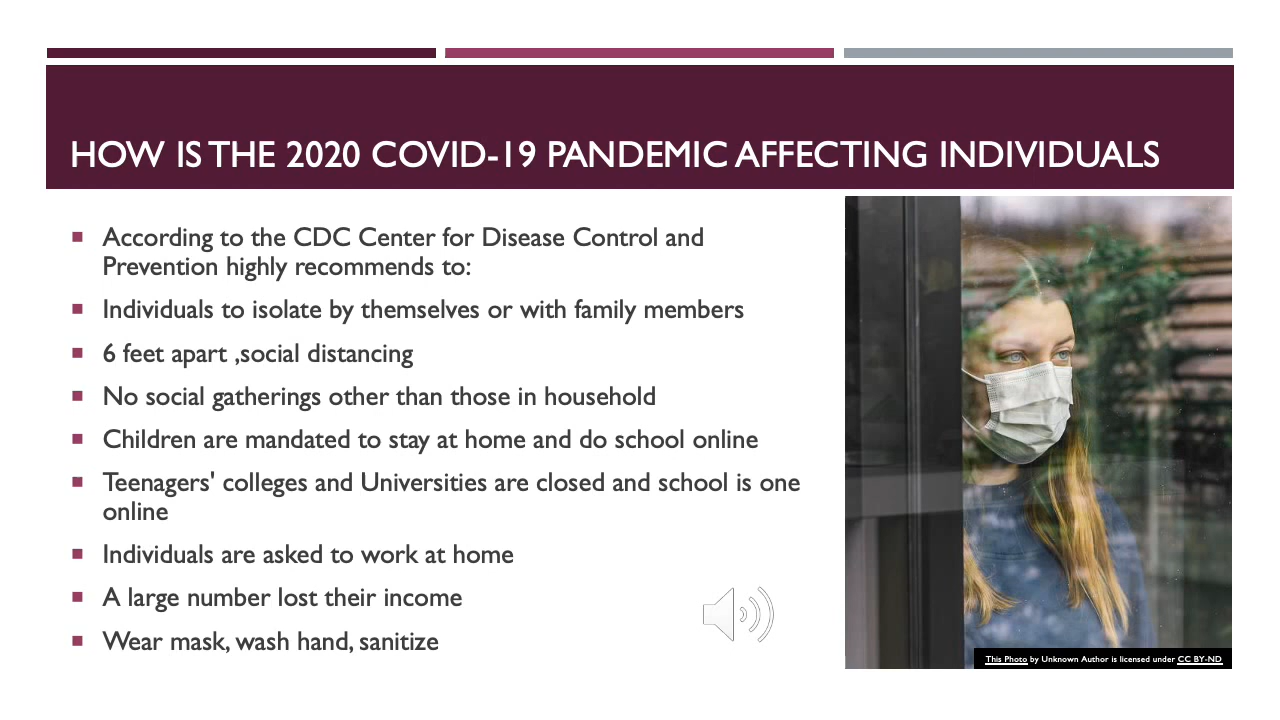 HOW IS THE 2020 COVID-19 PANDEMIC AFFECTING INDIVIDUALS
According to the CDC Center for Disease Control and
Prevention highly recommends to:
Individuals to isolate by themselves or with family members
6 feet apart ,social distancing
No social gatherings other than those in household
Children are mandated to stay at home and do school online
Teenagers' colleges and Universities are closed and school is one
online
Individuals are asked to work at home
A large number lost their income
Wear mask, wash hand, sanitize
This Photo by Unknown Author is licensed under CC BY-ND